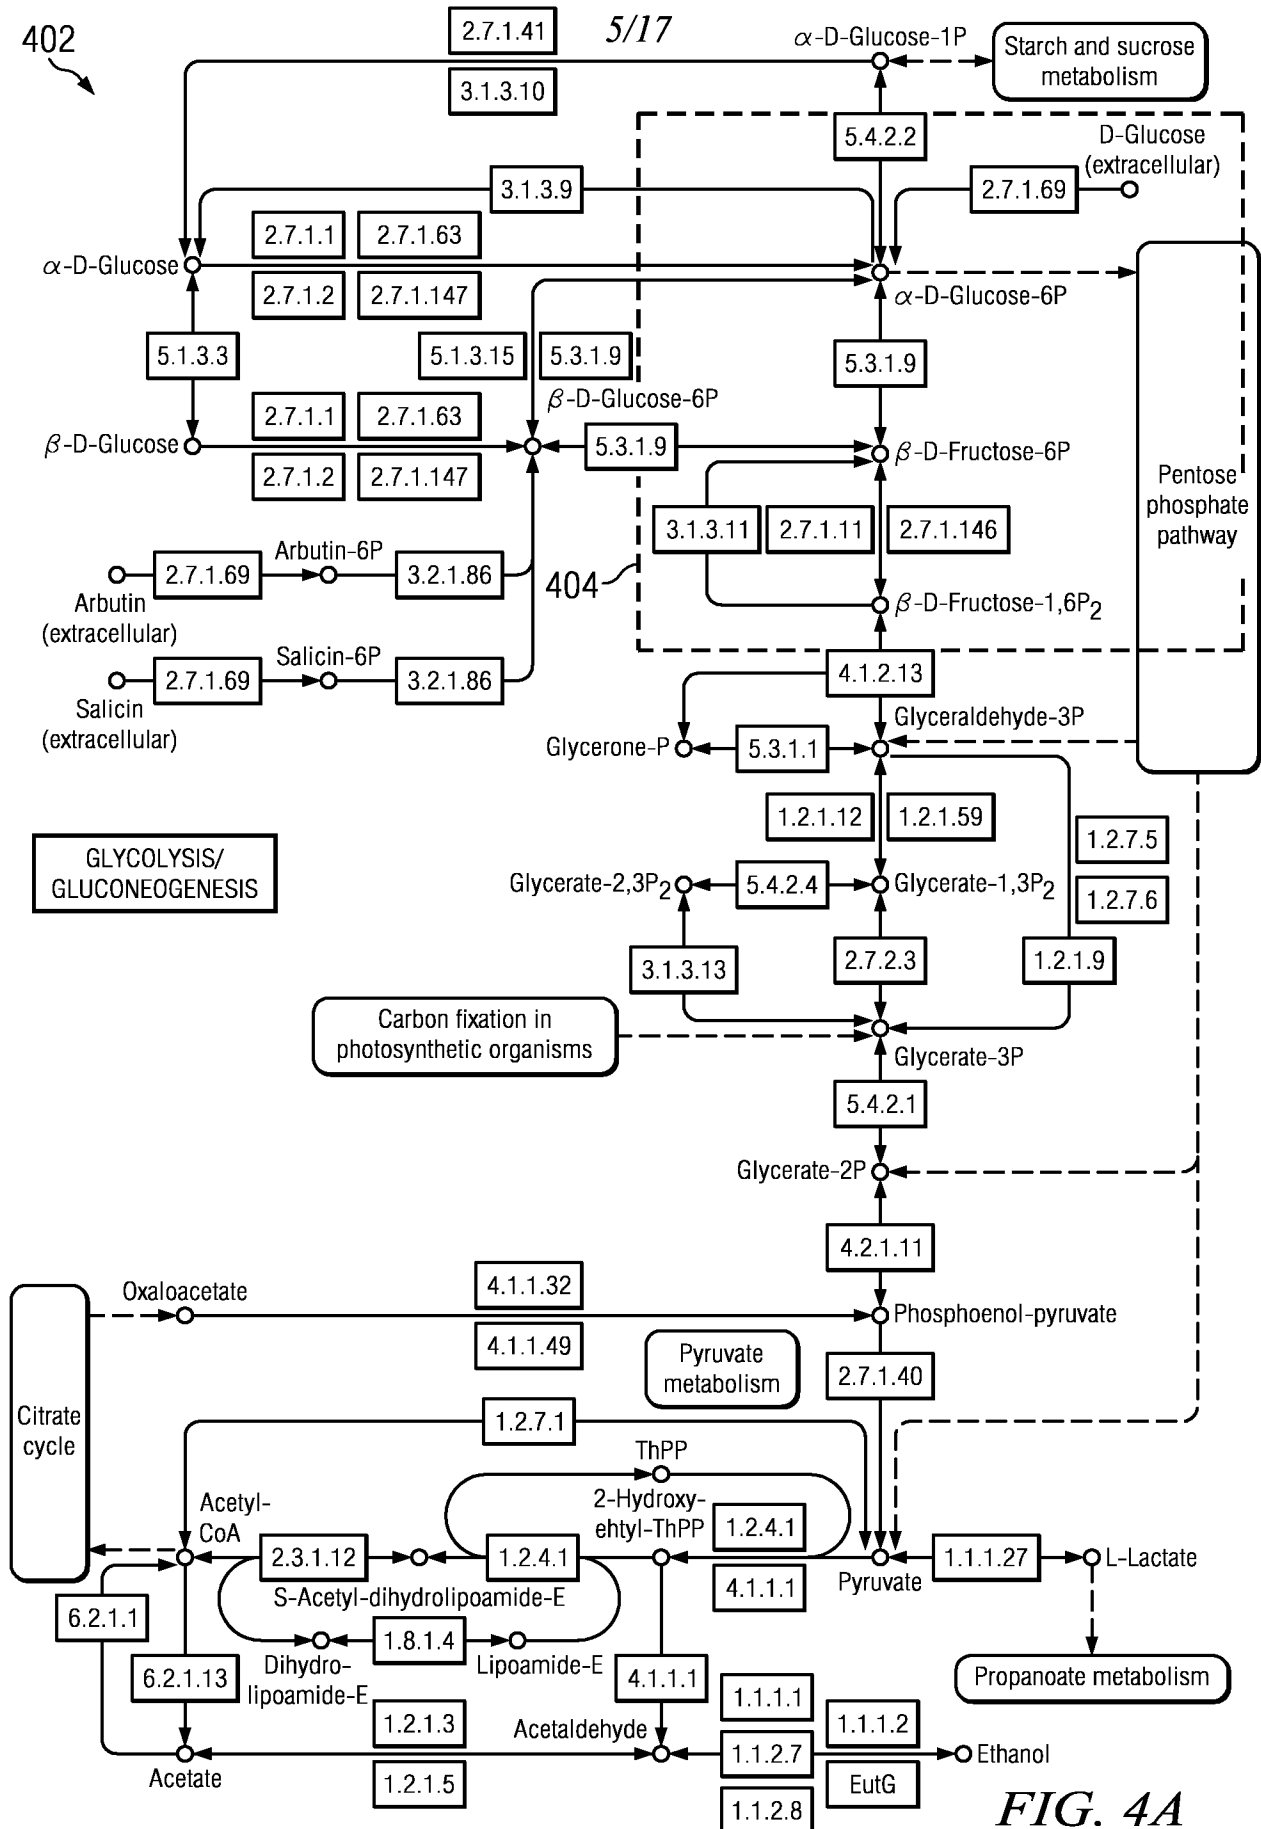 402
2.7.1.41
5/17
α-D-Glucose-1P
Starch and sucrose
metabolism
3.1.3.10
5.4.2.2
D-Glucose
(extracellular)
3.1.3.9
2.7.1.69
2.7.1.1
2.7.1.63
α-D-Glucose
2.7.1.2
2.7.1.147
α-D-Glucose-6P
5.1.3.3
5.1.3.15
5.3.1.9
5.3.1.9
β-D-Glucose-6P
2.7.1.1
2.7.1.63
β-D-Glucose
5.3.1.9
β-D-Fructose-6P
2.7.1.2
2.7.1.147
Pentose
phosphate
pathway
3.1.3.11
2.7.1.11
2.7.1.146
Arbutin-6P
2.7.1.69
3.2.1.86
404
Arbutin
(extracellular)
β-D-Fructose-1,6P2
Salicin-6P
2.7.1.69
3.2.1.86
4.1.2.13
Salicin
(extracellular)
Glyceraldehyde-3P
Glycerone-P
5.3.1.1
1.2.1.12
1.2.1.59
1.2.7.5
GLYCOLYSIS/
GLUCONEOGENESIS
Glycerate-2,3P2
5.4.2.4
Glycerate-1,3P2
1.2.7.6
3.1.3.13
2.7.2.3
1.2.1.9
Carbon fixation in
photosynthetic organisms
Glycerate-3P
5.4.2.1
Glycerate-2P
4.2.1.11
Oxaloacetate
4.1.1.32
Phosphoenol-pyruvate
4.1.1.49
Pyruvate
metabolism
2.7.1.40
Citrate
cycle
1.2.7.1
ThPP
Acetyl-
CoA
2-Hydroxy-
ehtyl-ThPP
1.2.4.1
2.3.1.12
1.2.4.1
1.1.1.27
L-Lactate
S-Acetyl-dihydrolipoamide-E
4.1.1.1
Pyruvate
6.2.1.1
1.8.1.4
6.2.1.13
Dihydro-
lipoamide-E
Lipoamide-E
4.1.1.1
Propanoate metabolism
1.1.1.1
1.2.1.3
Acetaldehyde
1.1.1.2
1.1.2.7
Ethanol
Acetate
1.2.1.5
EutG
1.1.2.8
FIG. 4A